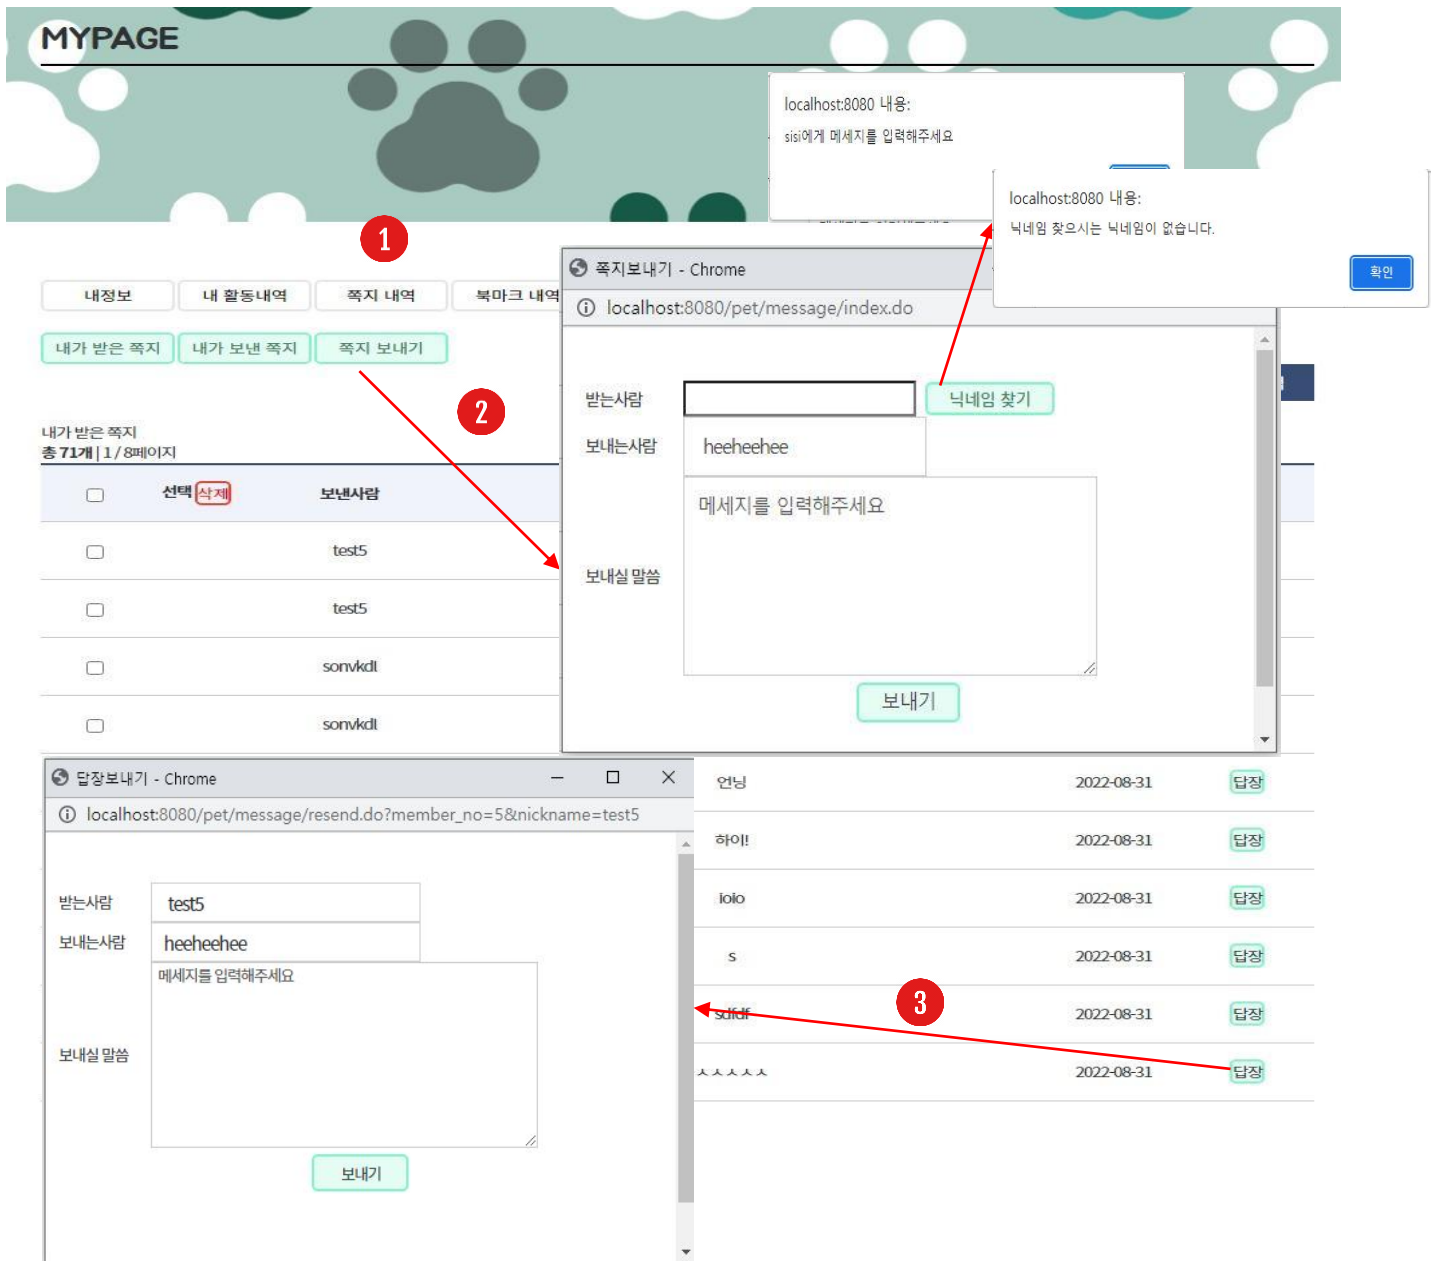 MYPAGE
localhost:8080 내용:
sisi에게 메세지를 입력해주세요
localhost:8080 내용:
닉네임 찾으시는 닉네임이 없습니다.
확인
1
내정보 내 활동내역 쪽지 내역 북마크 내역
내가 받은 쪽지 내가 보낸 쪽지 쪽지 보내기
2
내가 받은 쪽지
총 71개 | 1 / 8페이지
선택 삭제 보낸사람
test5
test5
sonvkdl
sonvkdl
쪽지보내기 - Chrome
localhost:8080/pet/message/index.do
받는사람 닉네임 찾기
보내는사람 heeheehee
메세지를 입력해주세요
보내실 말씀
보내기
답장보내기 - Chrome
localhost:8080/pet/message/resend.do?member_no=5&nickname=test5
받는사람 test5
보내는사람 heeheehee
메세지를 입력해주세요
보내실 말씀
보내기
언닝 2022-08-31 답장
하이! 2022-08-31 답장
ioio 2022-08-31 답장
s 2022-08-31 답장
3
sdfdf 2022-08-31 답장
ㅅㅅㅅㅅㅅ 2022-08-31 답장